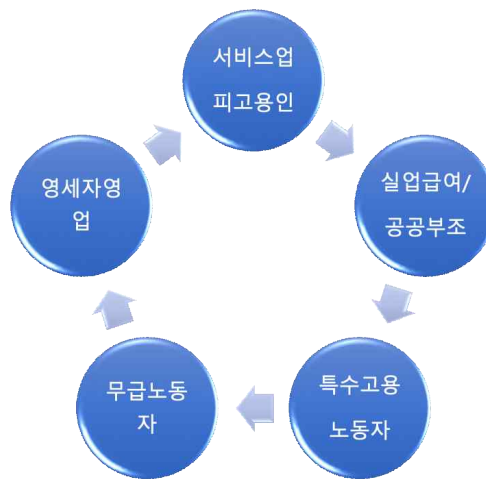 서비스업
피고용인
실업급여/
공공부조
특수고용
노동자
무급노동
자
영세자영
업